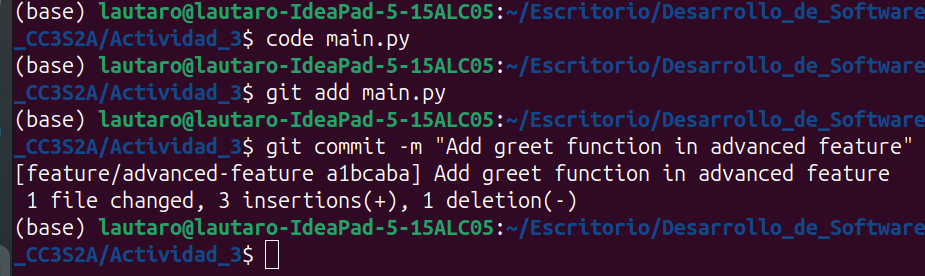 (base) lautaro@lautaro-IdeaPad-5-15ALC05:~/Escritorio/Desarrollo_de_Software
_CC3S2A/Actividad_3$ code main.py
(base) lautaro@lautaro-IdeaPad-5-15ALC05:~/Escritorio/Desarrollo_de_Software
_CC3S2A/Actividad_3$ git add main.py
(base) lautaro@lautaro-IdeaPad-5-15ALC05:~/Escritorio/Desarrollo_de_Software
_CC3S2A/Actividad_3$ git commit -m "Add greet function in advanced feature"
[feature/advanced-feature a1bcaba] Add greet function in advanced feature
 1 file changed, 3 insertions(+), 1 deletion(-)
(base) lautaro@lautaro-IdeaPad-5-15ALC05:~/Escritorio/Desarrollo_de_Software
_CC3S2A/Actividad_3$